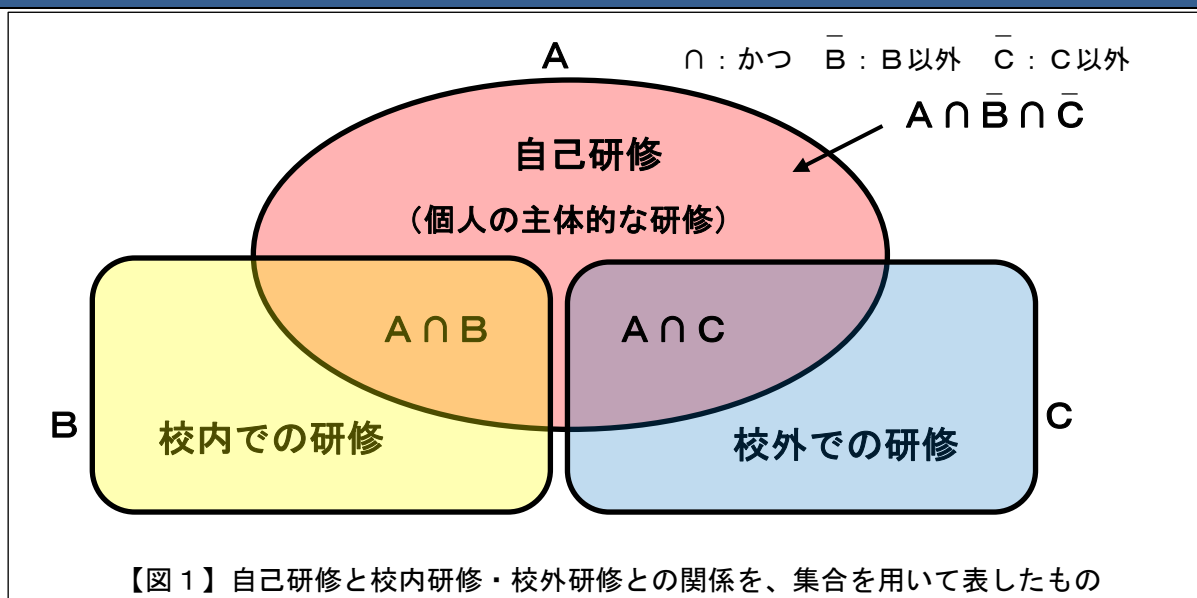 A
∩：かつ　B̅：B以外　C̅：C以外
A∩B̅∩C̅
自己研修
（個人の主体的な研修）
A∩B
A∩C
B
C
校内での研修
校外での研修
【図１】自己研修と校内研修・校外研修との関係を、集合を用いて表したもの